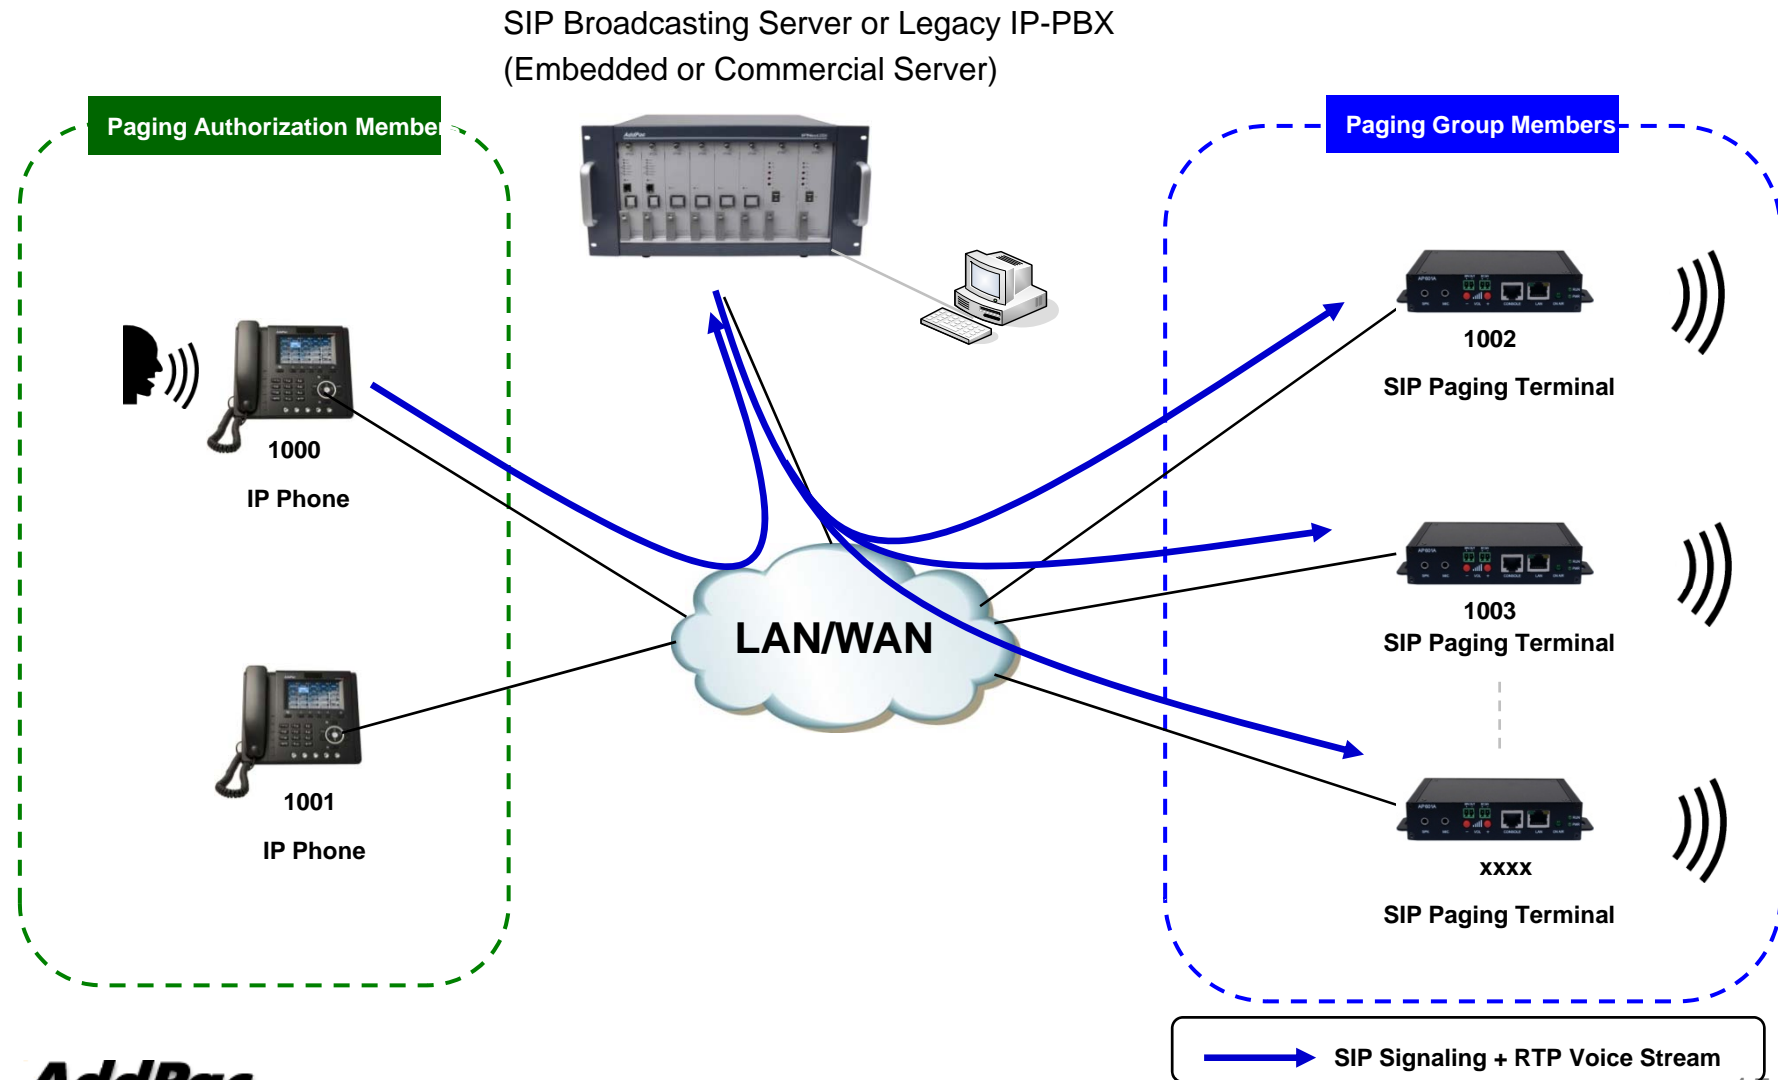 SIP Broadcasting Server or Legacy IP-PBX
(Embedded or Commercial Server)
Paging Authorization Member
Paging Group Members
AddPac
1000
IP Phone
1001
IP Phone
LAN/WAN
1002
SIP Paging Terminal
1003
SIP Paging Terminal
xxxx
SIP Paging Terminal
SIP Signaling + RTP Voice Stream
AddPac